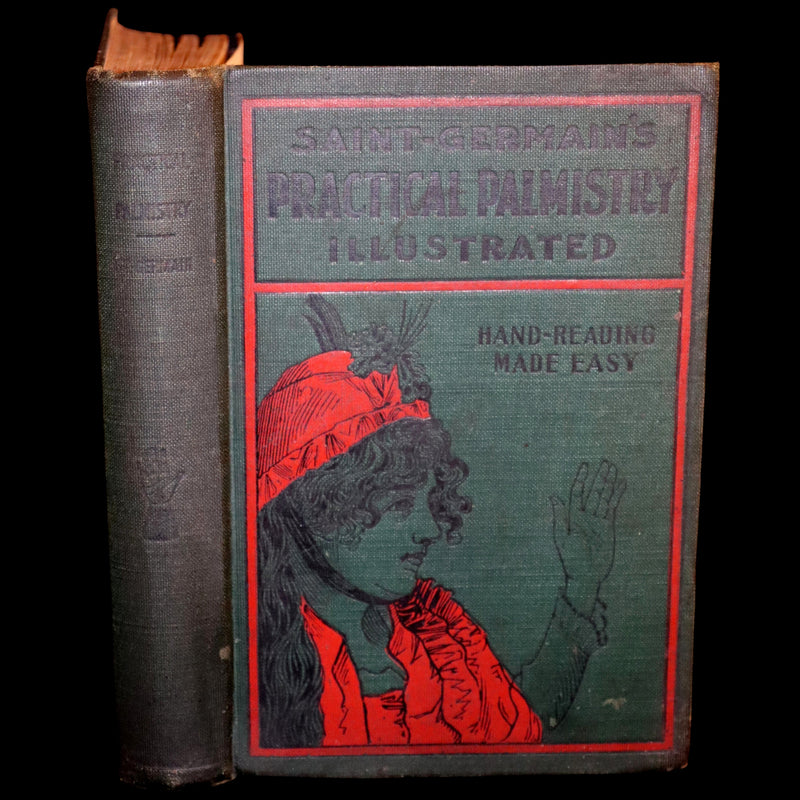 SAINT-GERMAIN'S
PRACTICAL PALMISTRY
ILLUSTRATED
HAND-READING
MADE EASY
PRACTICAL
PALMISTRY
ST. GERMAIN